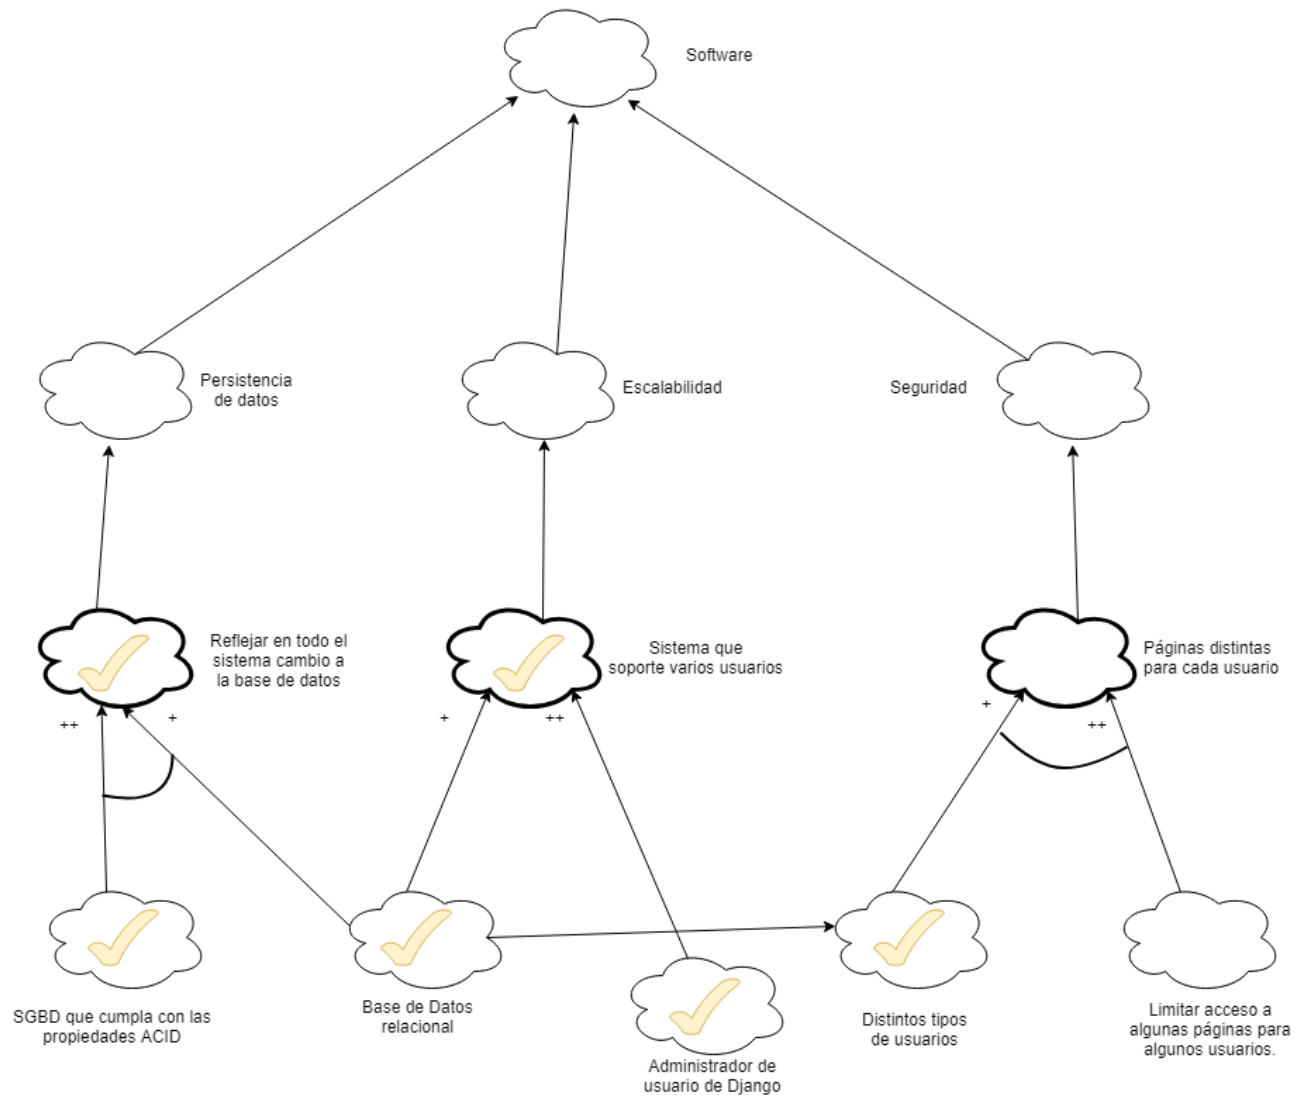 Software
Persistencia
de datos
Escalabilidad
Seguridad
Reflejar en todo el
sistema cambio a
la base de datos
Sistema que
soporte varios usuarios
Páginas distintas
para cada usuario
++
+
+
++
+
++
SGBD que cumpla con las
propiedades ACID
Base de Datos
relacional
Administrador de
usuario de Django
Distintos tipos
de usuarios
Limitar acceso a
algunas páginas para
algunos usuarios.